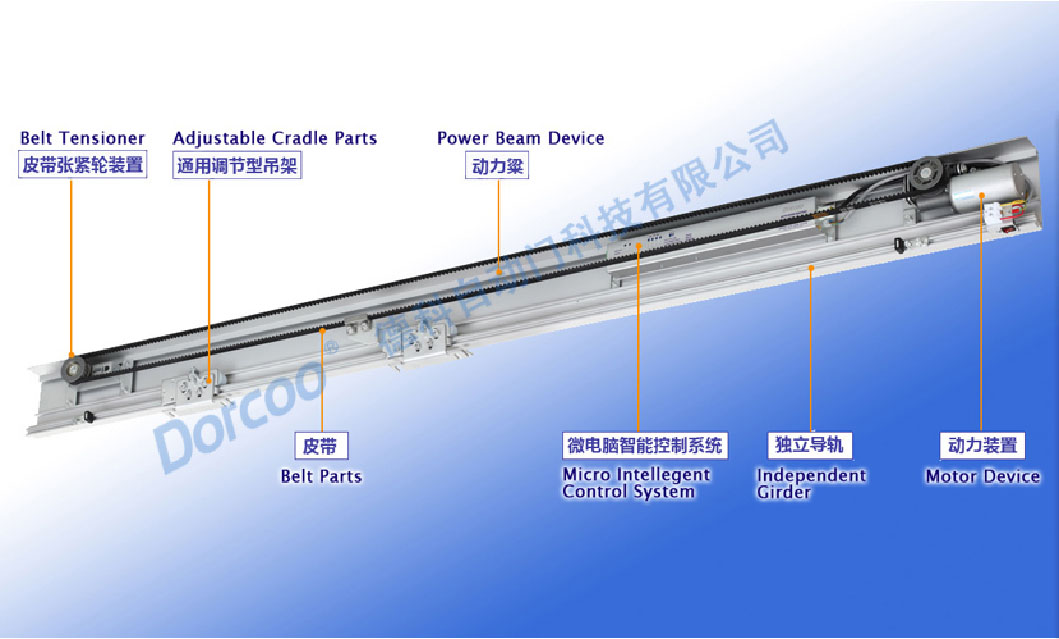 Belt Tensioner
皮带张紧轮装置
Adjustable Cradle Parts
通用调节型吊架
Power Beam Device
动力粱
德科自动门科技有限公司
Dorcoo®
皮带
Belt Parts
微电脑智能控制系统
Micro Intellegent
Control System
独立导轨
Independent
Girder
动力装置
Motor Device